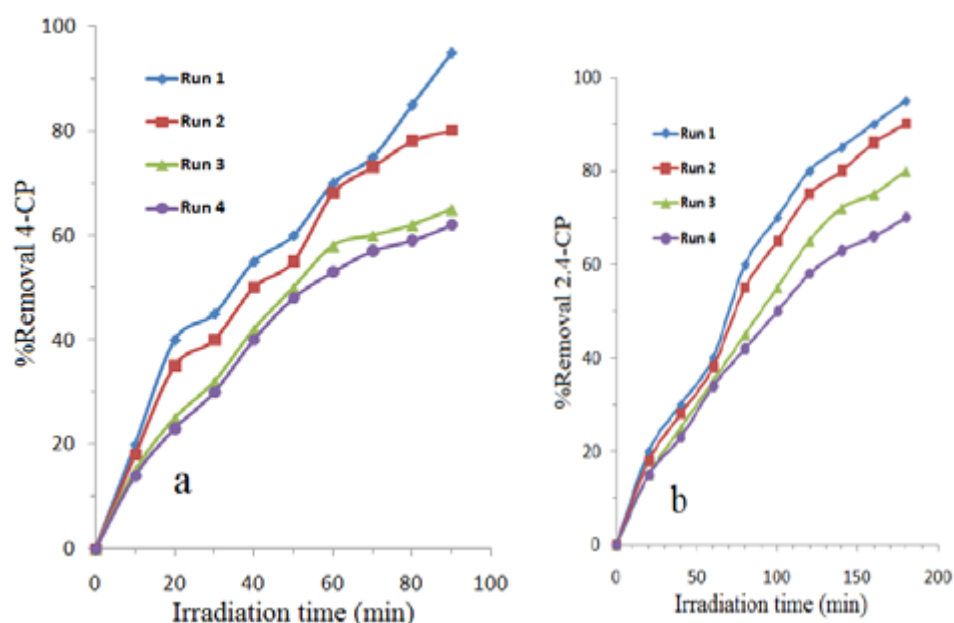 100
80
60
40
20
0
%Removal 4-CP
Run 1
Run 2
Run 3
Run 4
a
0 20 40 60 80 100
Irradiation time (min)
100
80
60
40
20
0
%Removal 2.4-CP
Run 1
Run 2
Run 3
Run 4
b
0 50 100 150 200
Irradiation time (min)